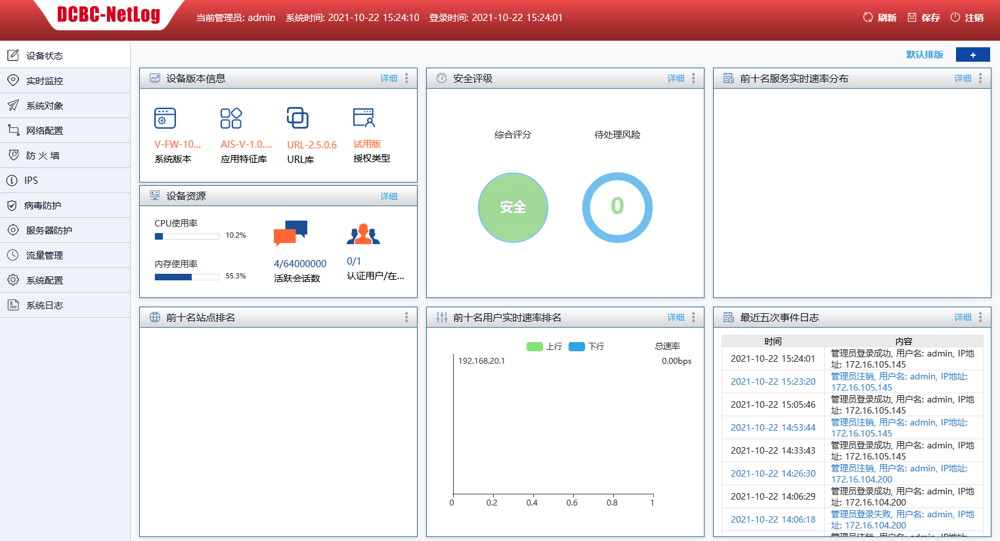 DCBC-NetLog
当前管理员: admin 系统时间: 2021-10-22 15:24:10 登录时间: 2021-10-22 15:24:01
刷新 保存 注销
设备状态
实时监控
系统对象
网络配置
防 火 墙
IPS
病毒防护
服务器防护
流量管理
系统配置
系统日志
默认排版 +
设备版本信息 详细
V-FW-10... AIS-V-1.0.... URL-2.5.0.6 试用版
系统版本 应用特征库 URL库 授权类型
设备资源 详细
CPU使用率
10.2%
内存使用率
55.3%
4/64000000
活跃会话数
0/1
认证用户/在...
安全评级 详细
综合评分 待处理风险
安全 0
前十名服务实时速率分布 详细
前十名站点排名
前十名用户实时速率排名 详细
上行 下行 总速率
192.168.20.1 0.00bps
0 0.2 0.4 0.6 0.8 1
最近五次事件日志 详细
时间 内容
2021-10-22 15:24:01 管理员登录成功, 用户名: admin, IP地
址: 172.16.105.145
2021-10-22 15:23:20 管理员注销, 用户名: admin, IP地址:
172.16.105.145
2021-10-22 15:05:46 管理员登录成功, 用户名: admin, IP地
址: 172.16.105.145
2021-10-22 14:53:44 管理员注销, 用户名: admin, IP地址:
172.16.105.145
2021-10-22 14:33:43 管理员登录成功, 用户名: admin, IP地
址: 172.16.105.145
2021-10-22 14:26:30 管理员注销, 用户名: admin, IP地址:
172.16.104.200
2021-10-22 14:06:29 管理员登录成功, 用户名: admin, IP地
址: 172.16.104.200
2021-10-22 14:06:18 管理员登录失败, 用户名: admin, IP地
址: 172.16.104.200